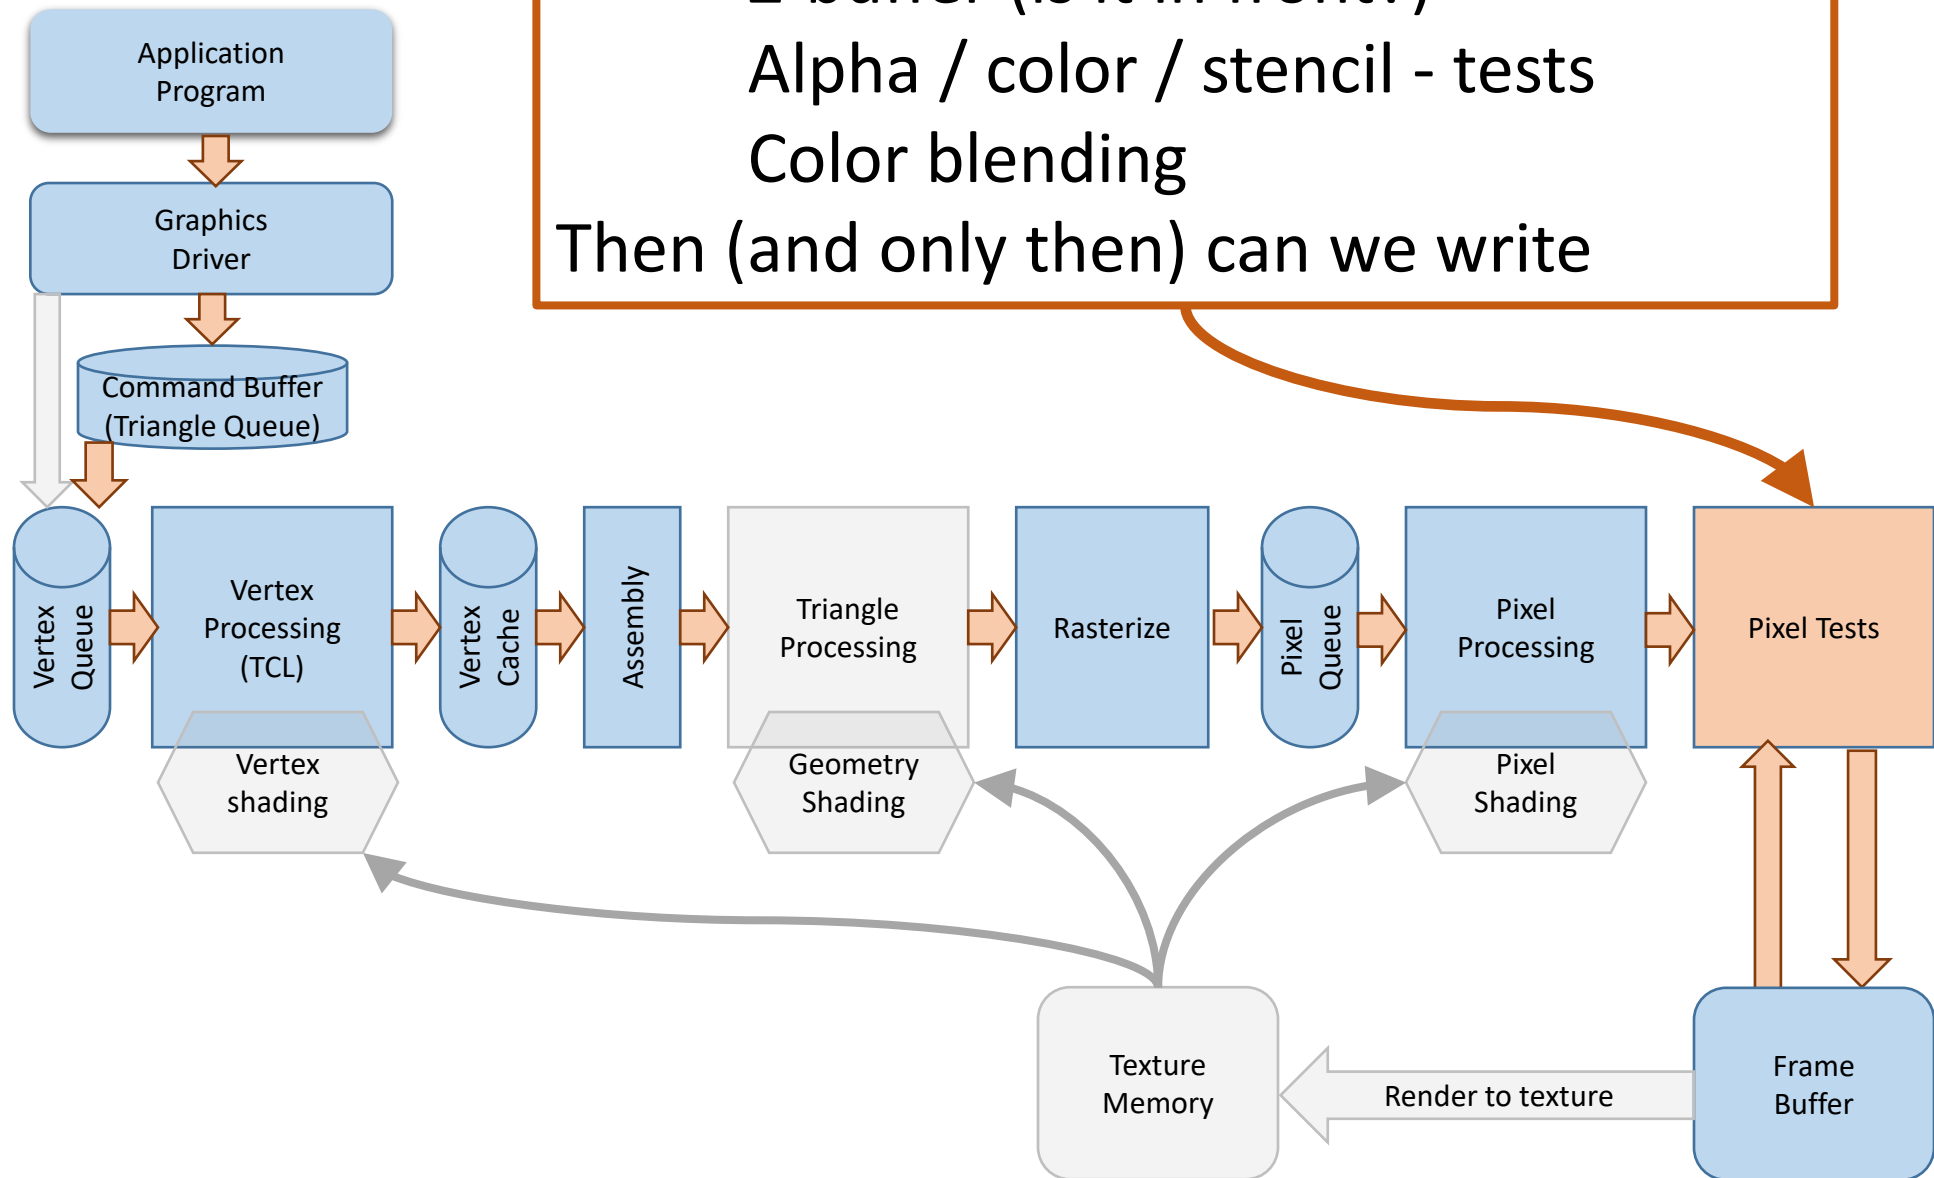 Alpha / color / stencil - tests
Color blending
Then (and only then) can we write
Application
Program
Graphics
Driver
Command Buffer
(Triangle Queue)
Vertex
Queue
Vertex
Processing
(TCL)
Vertex
Cache
Assembly
Triangle
Processing
Rasterize
Pixel
Queue
Pixel
Processing
Pixel Tests
Vertex
shading
Geometry
Shading
Pixel
Shading
Texture
Memory
Render to texture
Frame
Buffer